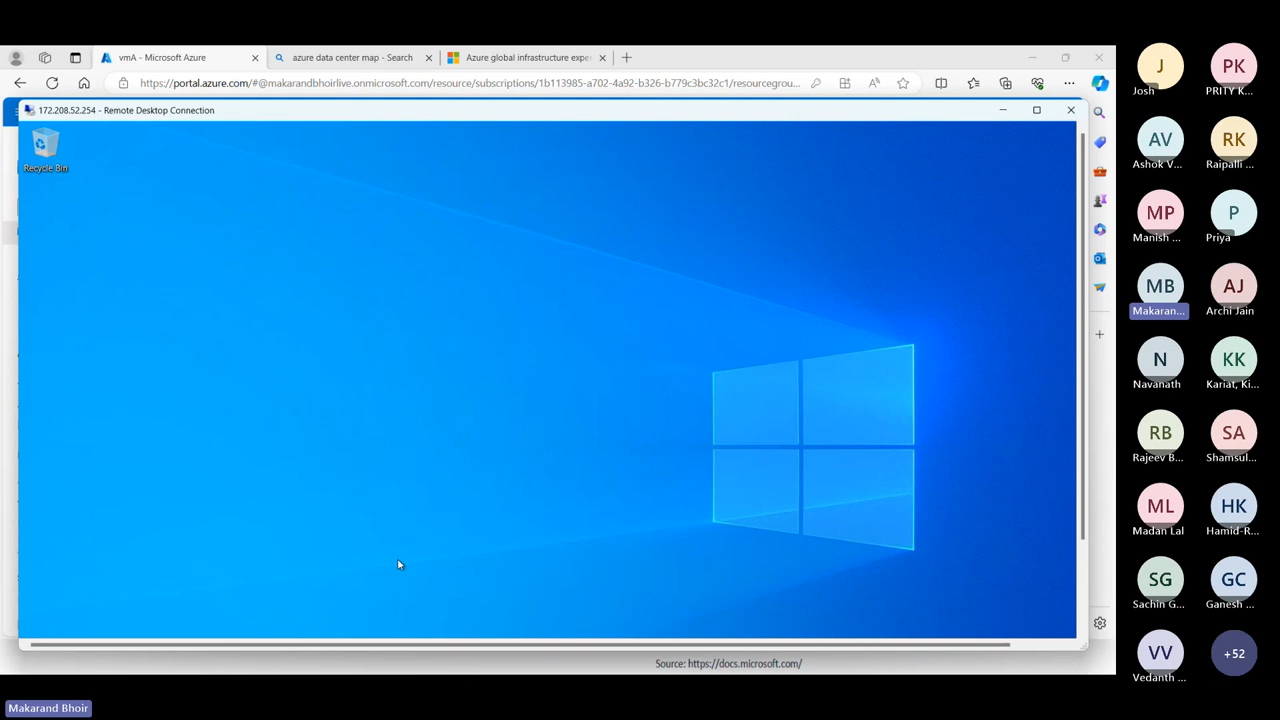 vmA - Microsoft Azure
azure data center map - Search
Azure global infrastructure exper
https://portal.azure.com/#@makarandbhoirlive.onmicrosoft.com/resource/subscriptions/1b113985-a702-4a92-b326-b779c3bc32c1/resourcegrou...
172.208.52.254 - Remote Desktop Connection
Recycle Bin
Source: https://docs.microsoft.com/
Makarand Bhoir
J
Josh
PK
PRITY K...
AV
Ashok V...
RK
Raipalli ...
MP
Manish ...
P
Priya
MB
Makaran...
AJ
Archi Jain
N
Navanath
KK
Kariat, Ki...
RB
Rajeev B...
SA
Shamsul...
ML
Madan Lal
HK
Hamid-R...
SG
Sachin G...
GC
Ganesh ...
VV
Vedanth ...
+52